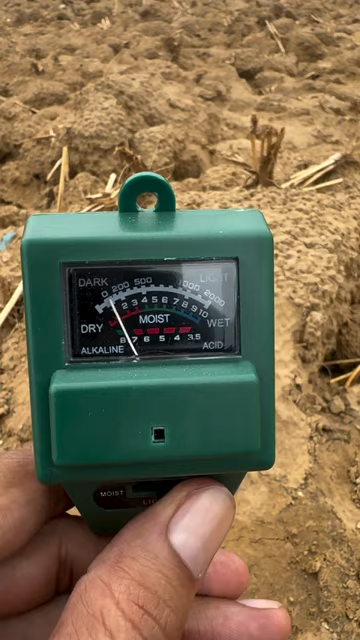 DARK LIGHT
0 200 500 1000 2000
2 3 4 5 6 7 8 9 10
DRY MOIST WET
8 7 6 5 4 3.5
ALKALINE ACID
MOIST